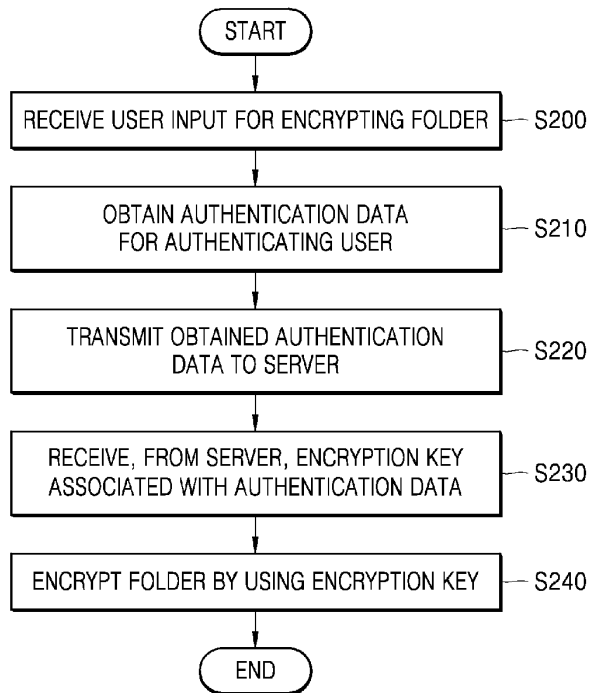 START
RECEIVE USER INPUT FOR ENCRYPTING FOLDER
S200
OBTAIN AUTHENTICATION DATA
FOR AUTHENTICATING USER
S210
TRANSMIT OBTAINED AUTHENTICATION
DATA TO SERVER
S220
RECEIVE, FROM SERVER, ENCRYPTION KEY
ASSOCIATED WITH AUTHENTICATION DATA
S230
ENCRYPT FOLDER BY USING ENCRYPTION KEY
S240
END